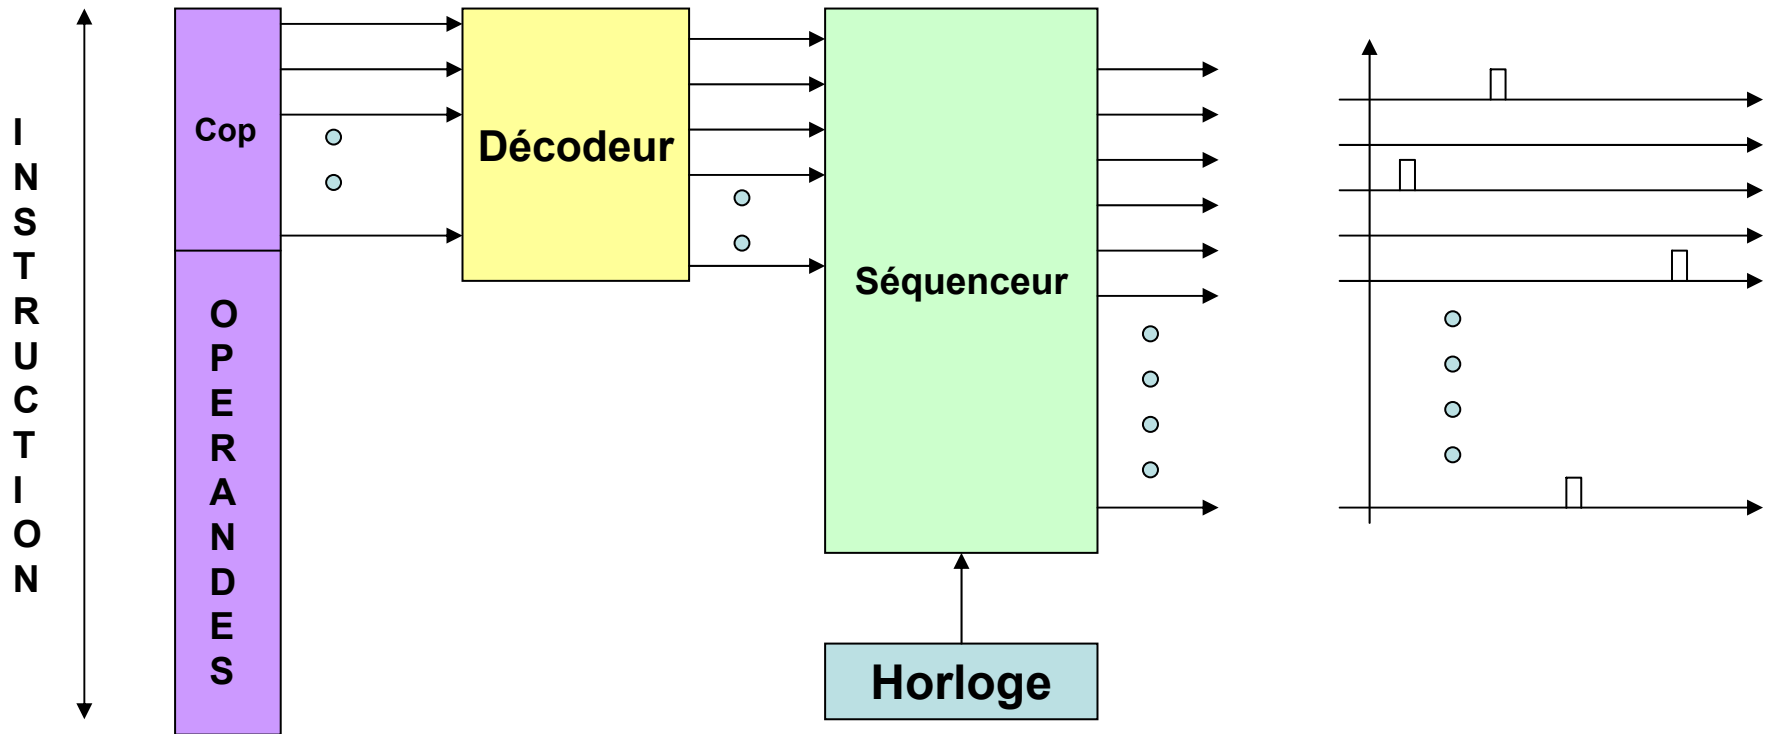 INSTRUCTION
Cop
OPERANDES
Décodeur
Séquenceur
Horloge